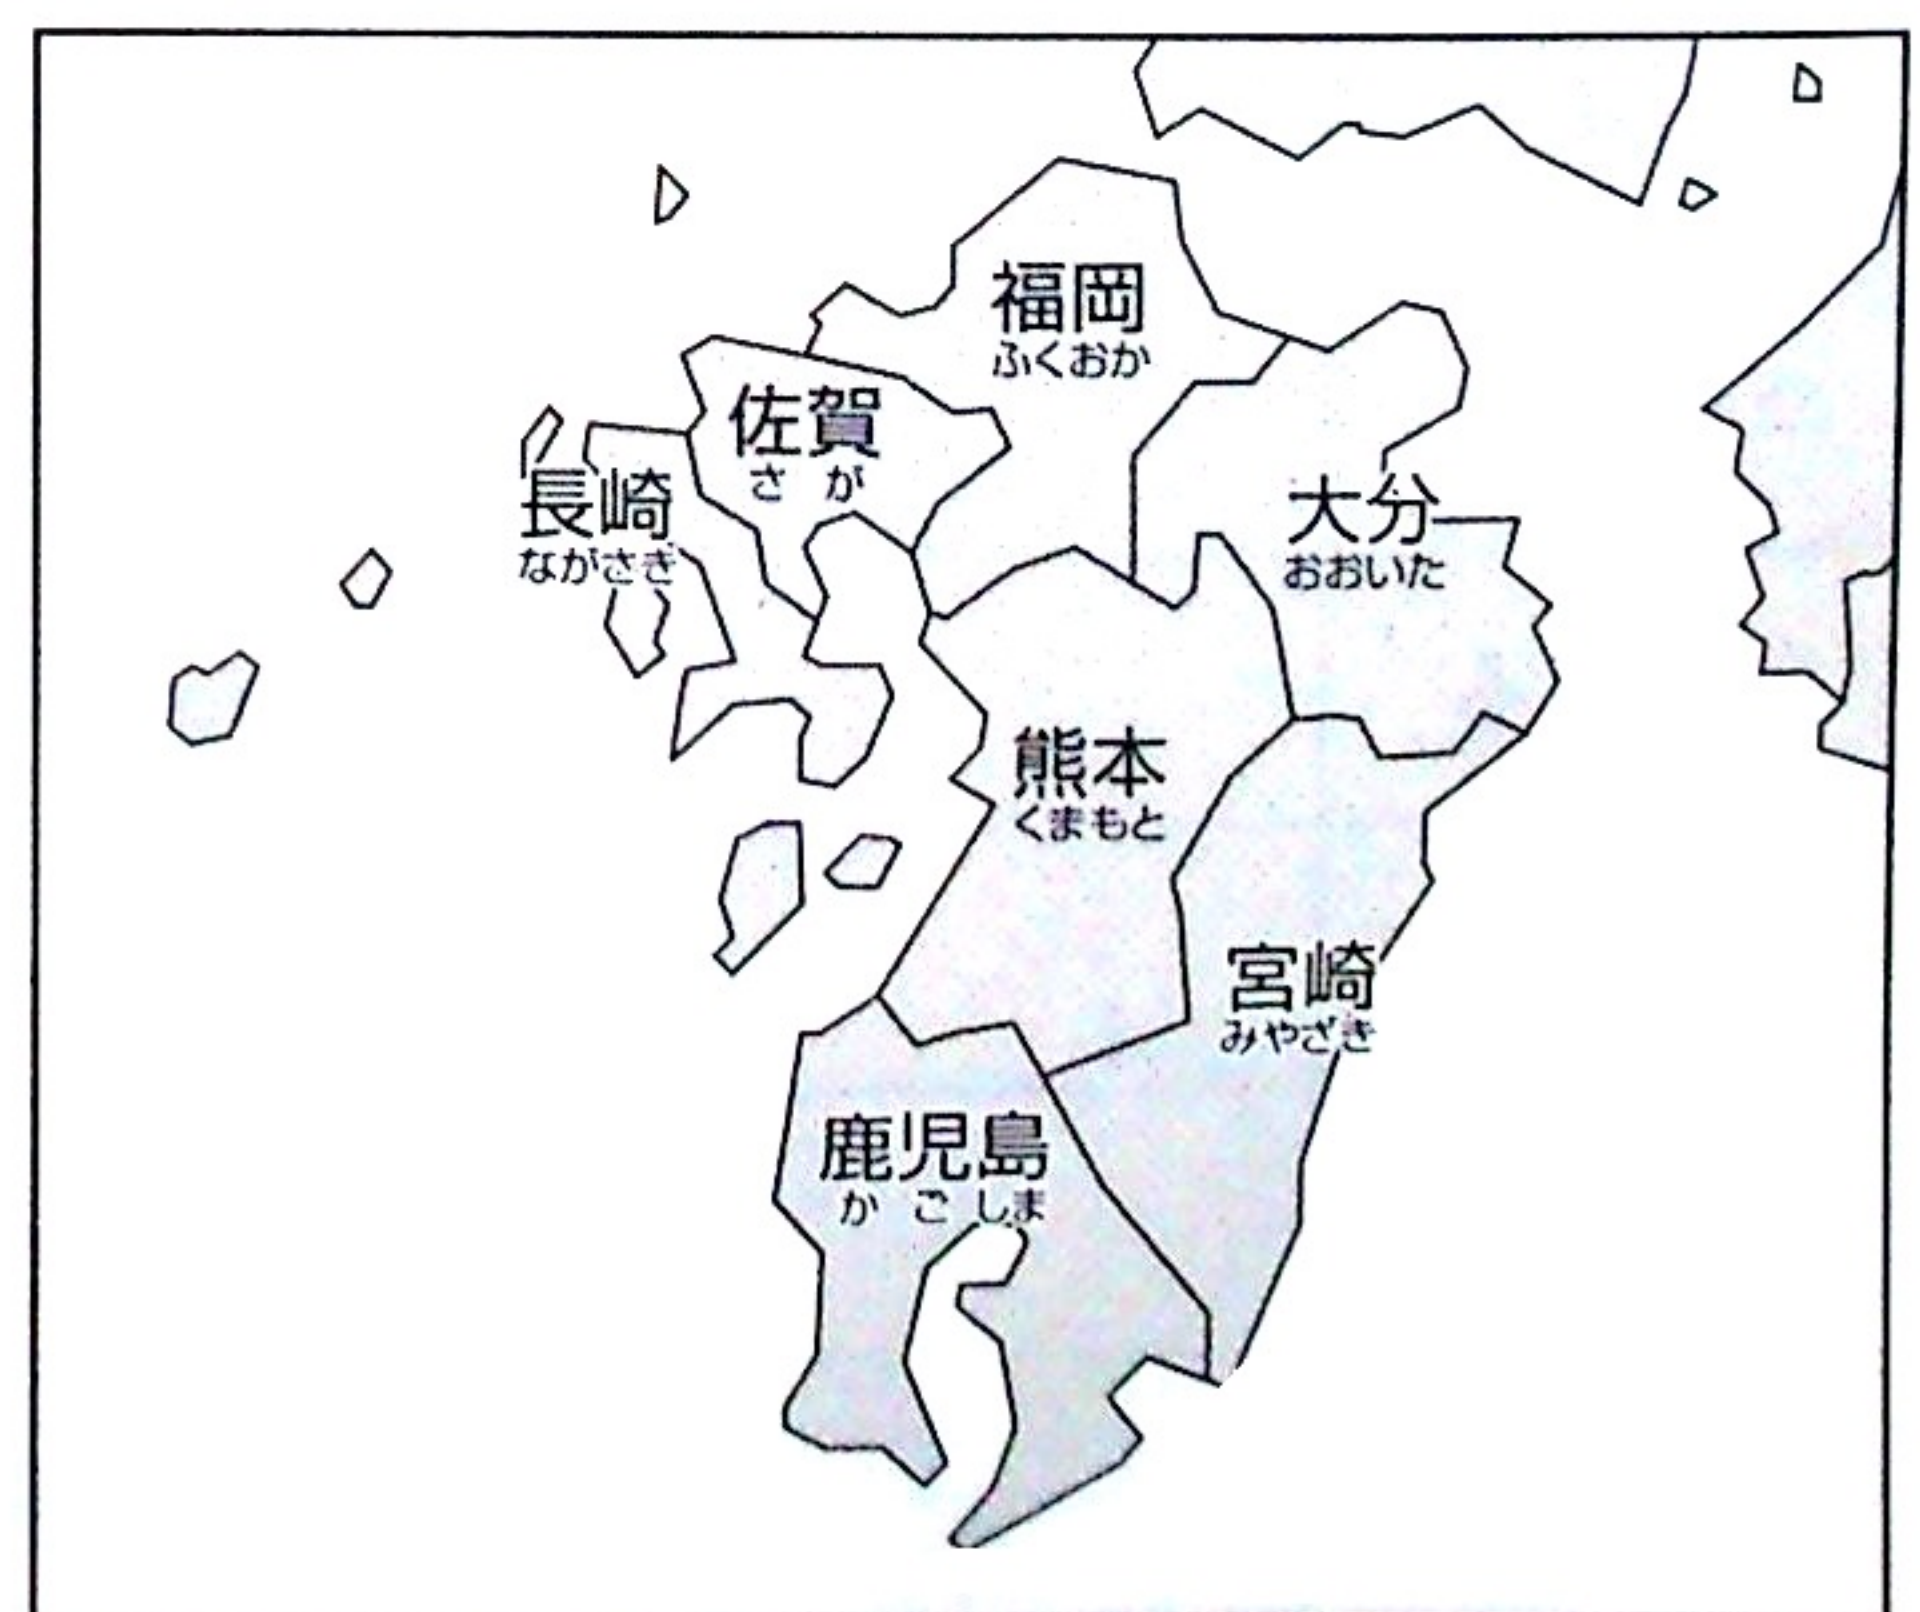 福岡
ふくおか
佐賀
さが
長崎
ながさき
大分
おおいた
熊本
くまもと
宮崎
みやざき
鹿児島
かごしま